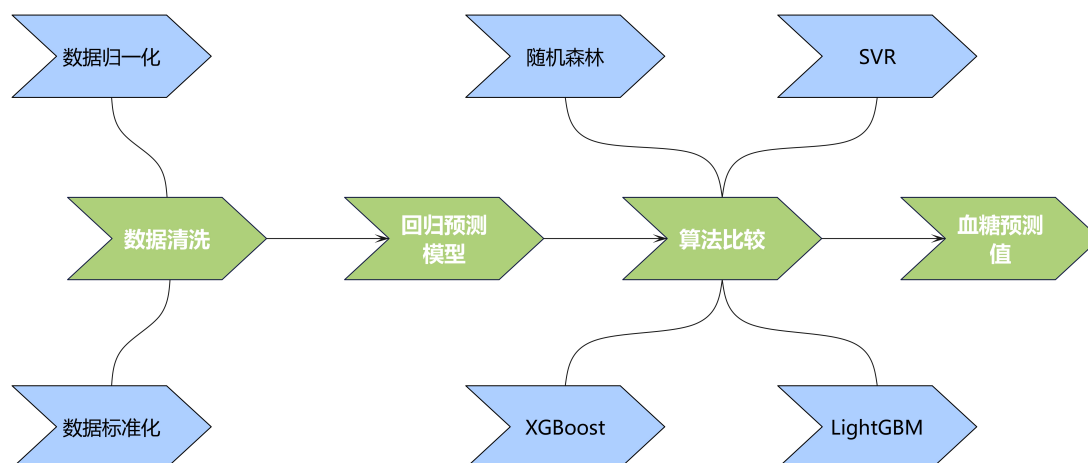 数据归一化
随机森林
SVR
数据清洗
回归预测
模型
算法比较
血糖预测
值
数据标准化
XGBoost
LightGBM